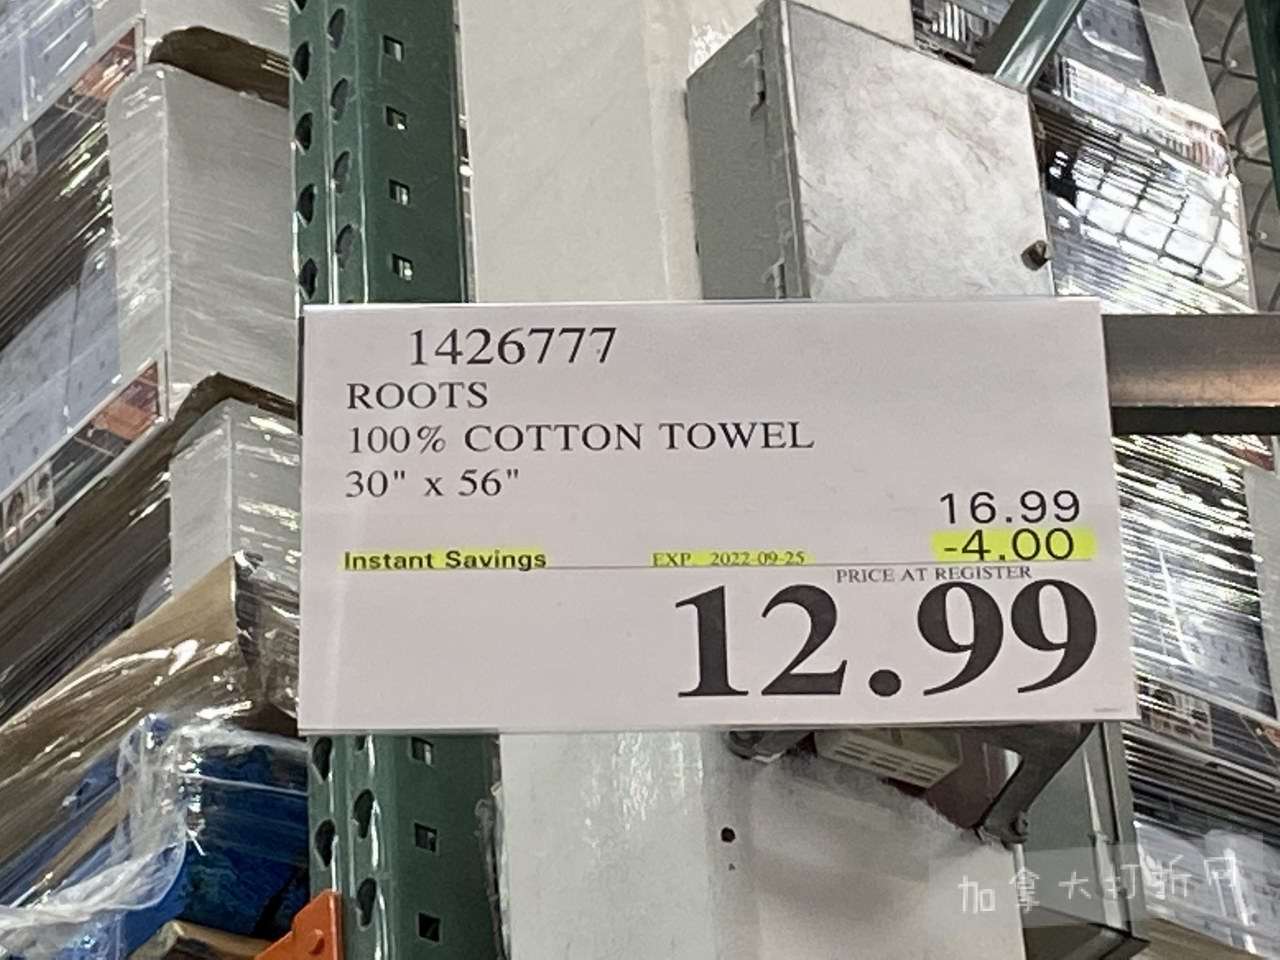 1426777
ROOTS
100% COTTON TOWEL
30" x 56"
16.99
Instant Savings EXP. 2022-09-25 -4.00
PRICE AT REGISTER
12.99
加拿大打折网